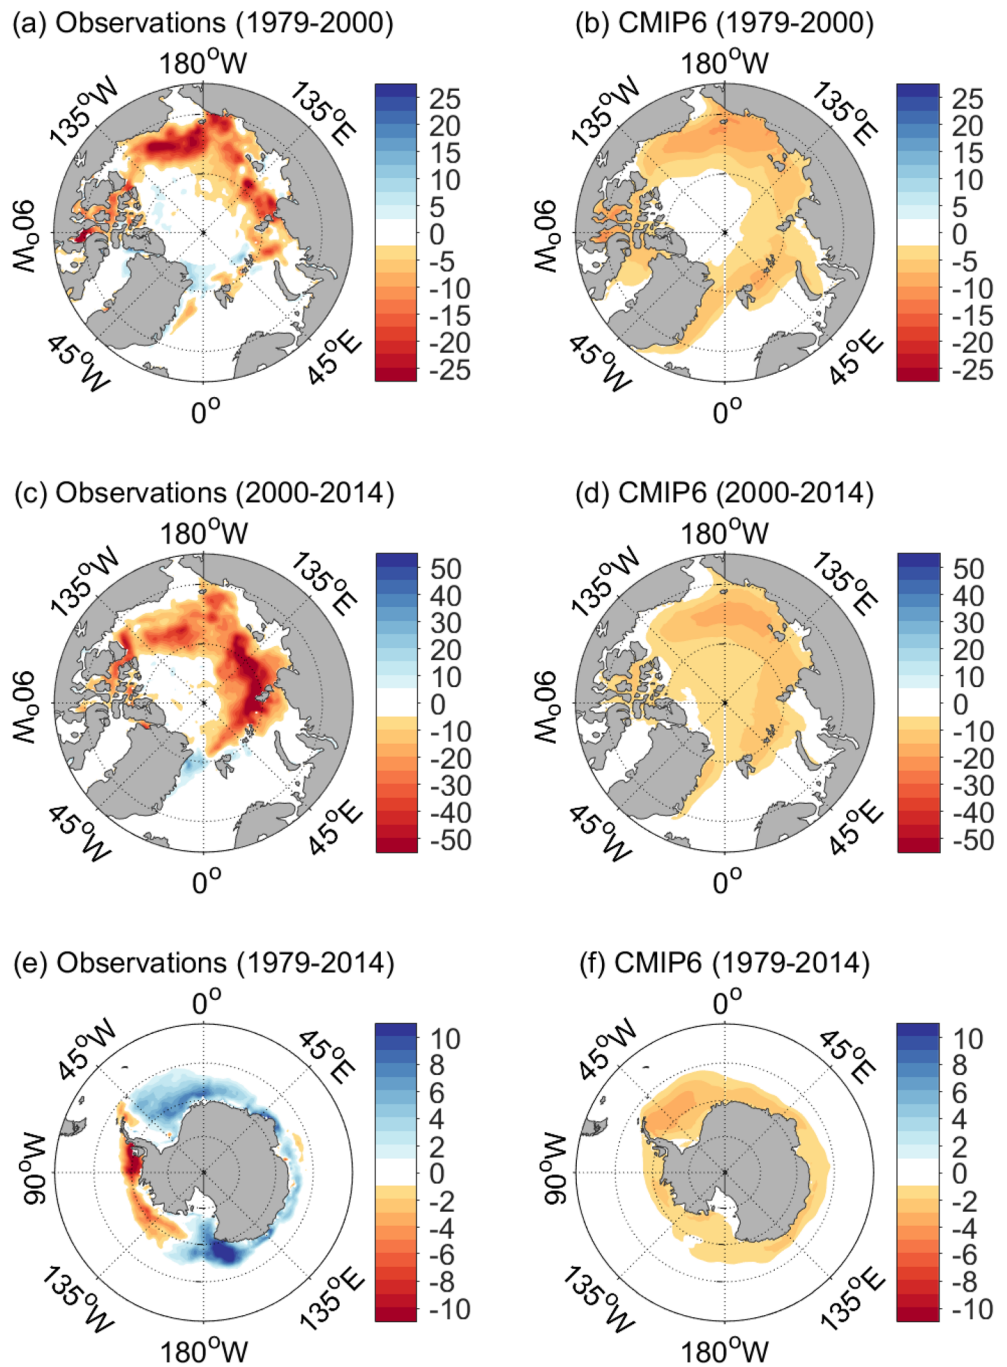 (a) Observations (1979-2000)
180°W
135°W
135°E
90°W
45°W
45°E
0°
25
20
15
10
5
0
-5
-10
-15
-20
-25
(b) CMIP6 (1979-2000)
180°W
135°W
135°E
90°W
45°W
45°E
0°
25
20
15
10
5
0
-5
-10
-15
-20
-25
(c) Observations (2000-2014)
180°W
135°W
135°E
90°W
45°W
45°E
0°
50
40
30
20
10
0
-10
-20
-30
-40
-50
(d) CMIP6 (2000-2014)
180°W
135°W
135°E
90°W
45°W
45°E
0°
50
40
30
20
10
0
-10
-20
-30
-40
-50
(e) Observations (1979-2014)
0°
45°W
45°E
90°W
135°W
135°E
180°W
10
8
6
4
2
0
-2
-4
-6
-8
-10
(f) CMIP6 (1979-2014)
0°
45°W
45°E
90°W
135°W
135°E
180°W
10
8
6
4
2
0
-2
-4
-6
-8
-10